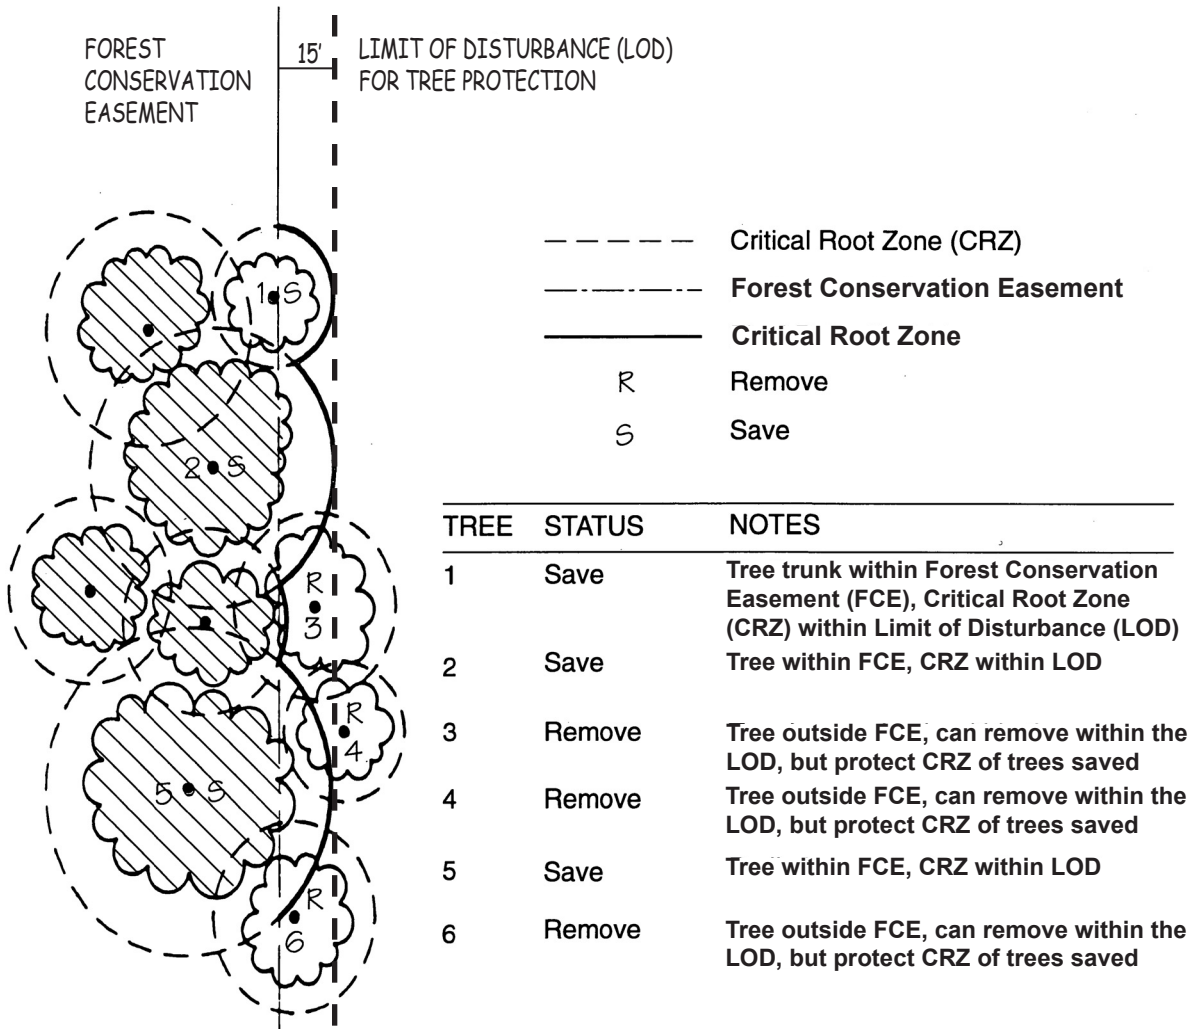 FOREST
CONSERVATION
EASEMENT
15'
LIMIT OF DISTURBANCE (LOD)
FOR TREE PROTECTION
1 S
2 S
R
3
R
4
5 S
R
6
Critical Root Zone (CRZ)
Forest Conservation Easement
Critical Root Zone
R Remove
S Save
TREE STATUS NOTES
1 Save Tree trunk within Forest Conservation
Easement (FCE), Critical Root Zone
(CRZ) within Limit of Disturbance (LOD)
2 Save Tree within FCE, CRZ within LOD
3 Remove Tree outside FCE, can remove within the
LOD, but protect CRZ of trees saved
4 Remove Tree outside FCE, can remove within the
LOD, but protect CRZ of trees saved
5 Save Tree within FCE, CRZ within LOD
6 Remove Tree outside FCE, can remove within the
LOD, but protect CRZ of trees saved